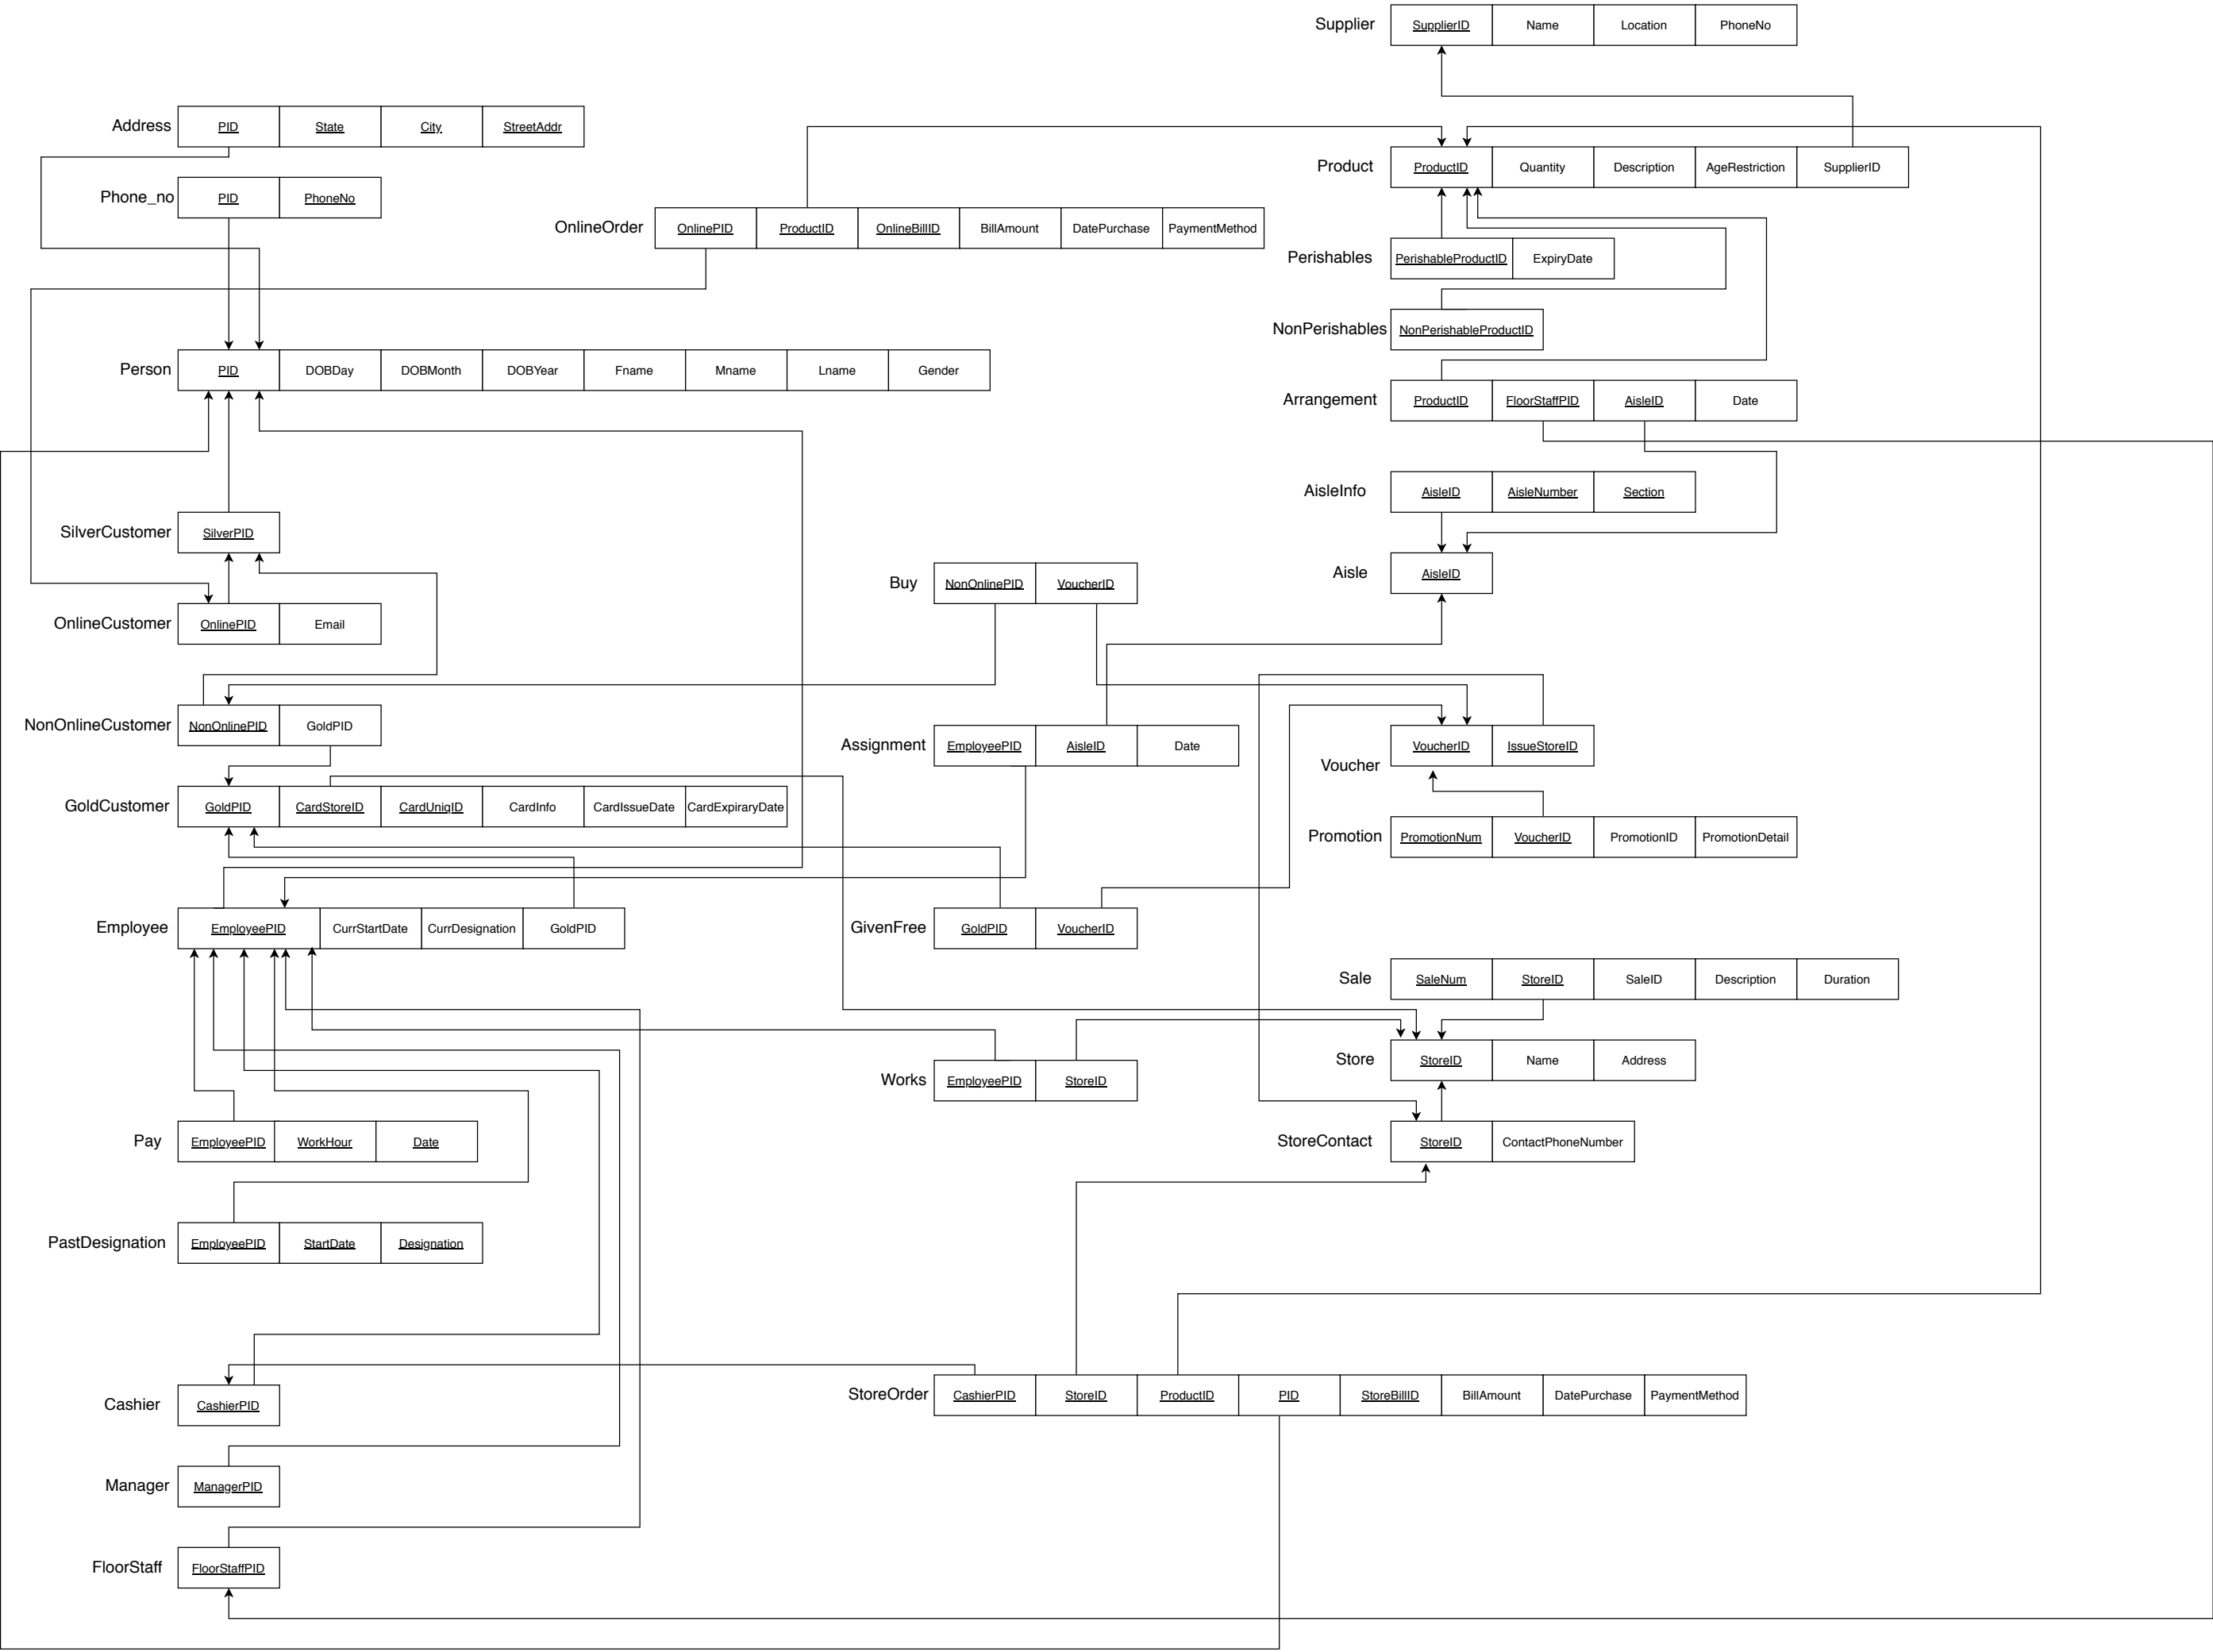 Supplier SupplierID Name Location PhoneNo
Address PID State City StreetAddr
Product ProductID Quantity Description AgeRestriction SupplierID
Phone_no PID PhoneNo
OnlineOrder OnlinePID ProductID OnlineBillID BillAmount DatePurchase PaymentMethod
Perishables PerishableProductID ExpiryDate
NonPerishables NonPerishableProductID
Person PID DOBDay DOBMonth DOBYear Fname Mname Lname Gender
Arrangement ProductID FloorStaffPID AisleID Date
AisleInfo AisleID AisleNumber Section
SilverCustomer SilverPID
Aisle AisleID
Buy NonOnlinePID VoucherID
OnlineCustomer OnlinePID Email
NonOnlineCustomer NonOnlinePID GoldPID
Assignment EmployeePID AisleID Date
Voucher VoucherID IssueStoreID
GoldCustomer GoldPID CardStoreID CardUniqID CardInfo CardIssueDate CardExpiraryDate
Promotion PromotionNum VoucherID PromotionID PromotionDetail
Employee EmployeePID CurrStartDate CurrDesignation GoldPID
GivenFree GoldPID VoucherID
Sale SaleNum StoreID SaleID Description Duration
Store StoreID Name Address
Works EmployeePID StoreID
Pay EmployeePID WorkHour Date
StoreContact StoreID ContactPhoneNumber
PastDesignation EmployeePID StartDate Designation
StoreOrder CashierPID StoreID ProductID PID StoreBillID BillAmount DatePurchase PaymentMethod
Cashier CashierPID
Manager ManagerPID
FloorStaff FloorStaffPID